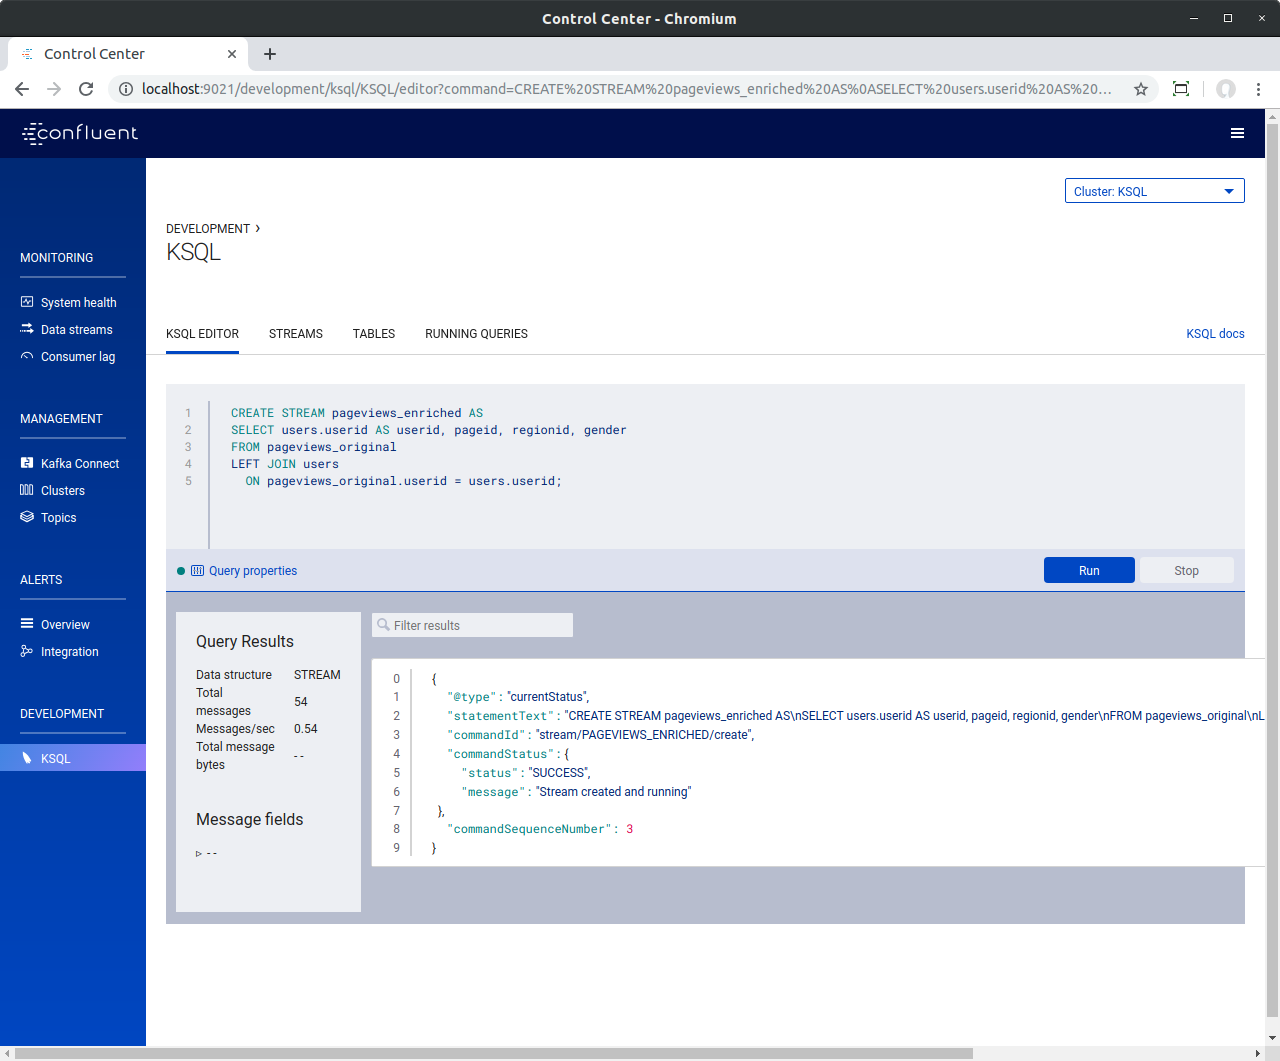 Control Center - Chromium
Control Center
localhost:9021/development/ksql/KSQL/editor?command=CREATE%20STREAM%20pageviews_enriched%20AS%0ASELECT%20users.userid%20AS%20...
confluent
Cluster: KSQL
DEVELOPMENT ›
KSQL
MONITORING
System health
Data streams
Consumer lag
MANAGEMENT
Kafka Connect
Clusters
Topics
ALERTS
Overview
Integration
DEVELOPMENT
KSQL
KSQL EDITOR STREAMS TABLES RUNNING QUERIES KSQL docs
1 CREATE STREAM pageviews_enriched AS
2 SELECT users.userid AS userid, pageid, regionid, gender
3 FROM pageviews_original
4 LEFT JOIN users
5 ON pageviews_original.userid = users.userid;
Query properties Run Stop
Query Results
Data structure STREAM
Total messages 54
Messages/sec 0.54
Total message bytes --
Message fields
▹ --
Filter results
0 {
1 "@type": "currentStatus",
2 "statementText": "CREATE STREAM pageviews_enriched AS\nSELECT users.userid AS userid, pageid, regionid, gender\nFROM pageviews_original\nL
3 "commandId": "stream/PAGEVIEWS_ENRICHED/create",
4 "commandStatus": {
5 "status": "SUCCESS",
6 "message": "Stream created and running"
7 },
8 "commandSequenceNumber": 3
9 }